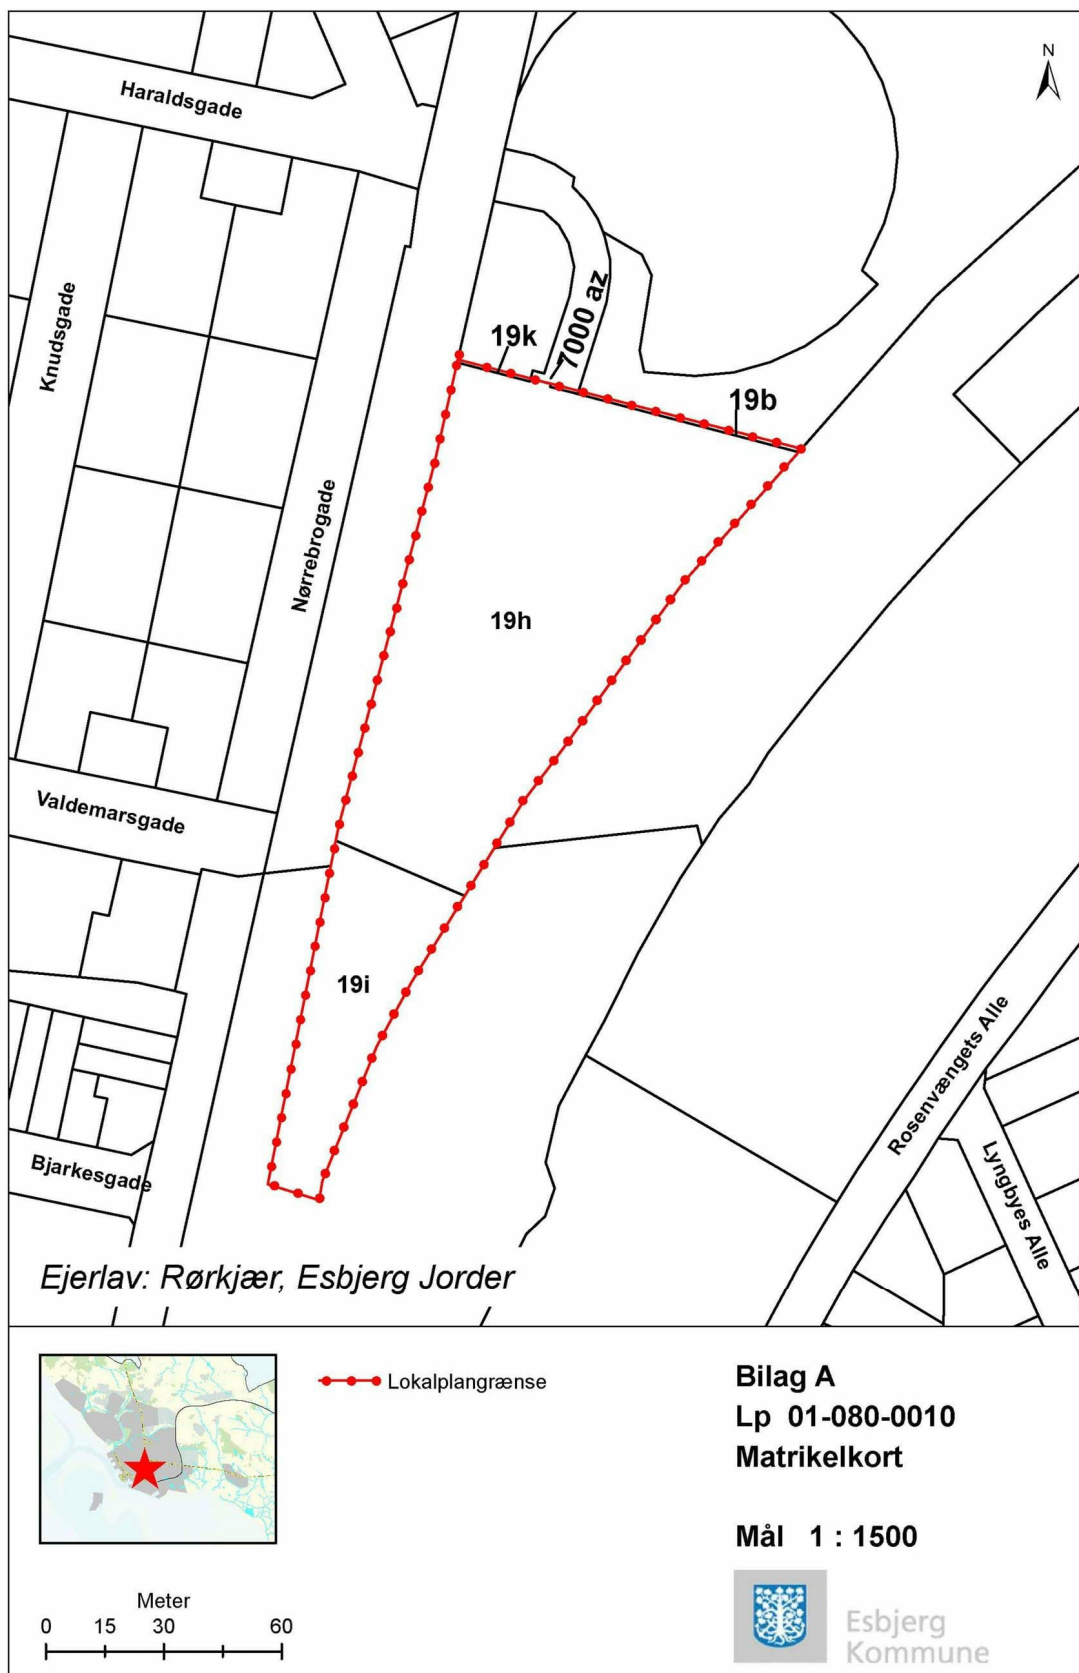 N
Haraldsgade
Knudsgade
19k
7000 az
19b
Nørrebrogade
19h
Valdemarsgade
19i
Rosenvængets Alle
Lyngbyes Alle
Bjarkesgade
Ejerlav: Rørkjær, Esbjerg Jorder
Lokalplangrænse
Bilag A
Lp 01-080-0010
Matrikelkort
Mål 1 : 1500
Meter
0 15 30 60
Esbjerg
Kommune